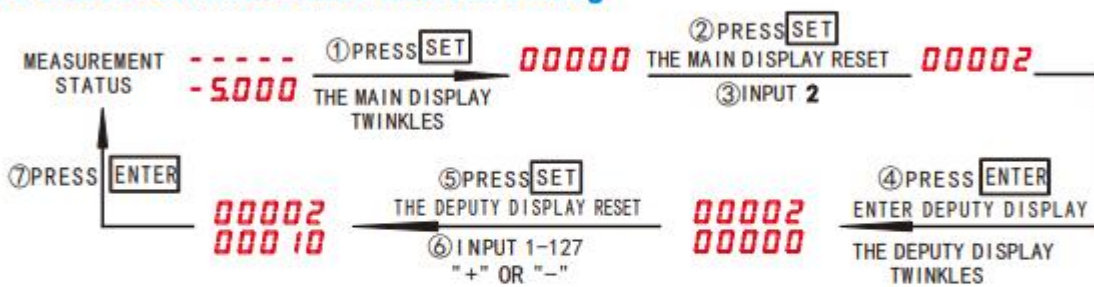 MEASUREMENT STATUS
- - - - -
-5.000
①PRESS SET
THE MAIN DISPLAY
TWINKLES
00000
②PRESS SET
THE MAIN DISPLAY RESET
③INPUT 2
00002
④PRESS ENTER
ENTER DEPUTY DISPLAY
THE DEPUTY DISPLAY
TWINKLES
00002
00000
⑤PRESS SET
THE DEPUTY DISPLAY RESET
⑥INPUT 1-127
"+" OR "-"
00002
00010
⑦PRESS ENTER